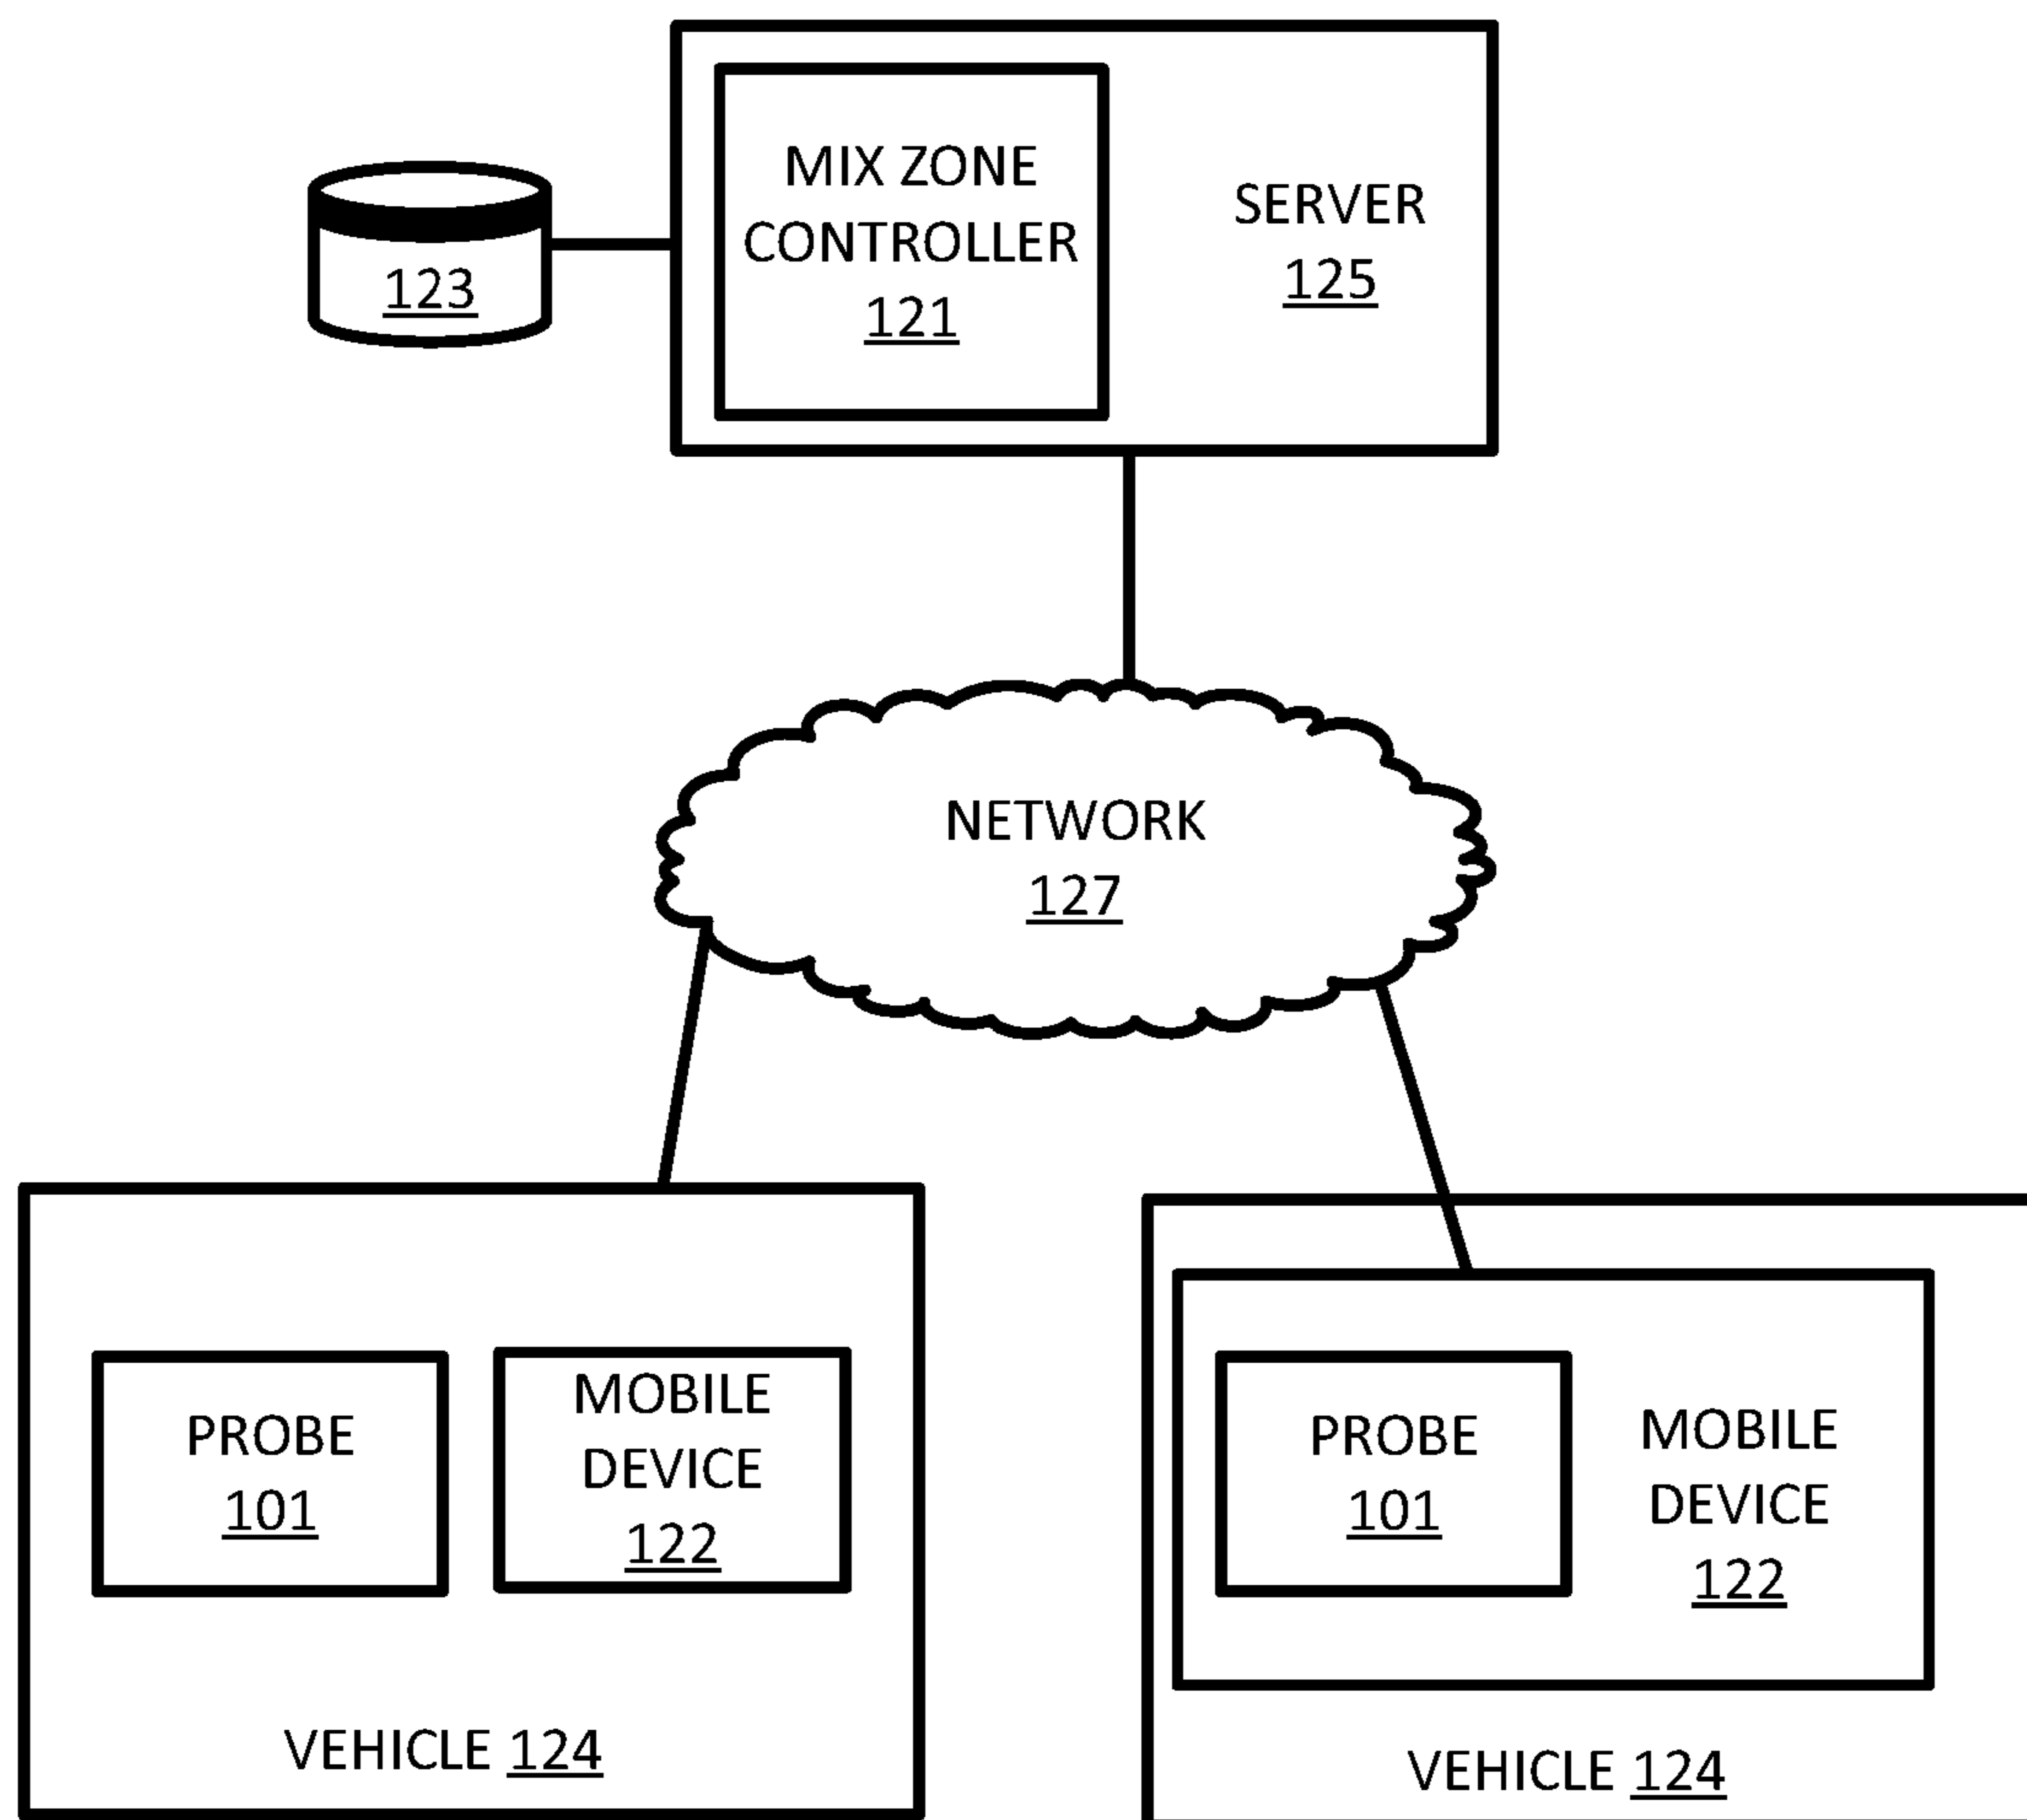 MIX ZONE
CONTROLLER
121
SERVER
125
123
NETWORK
127
PROBE
101
MOBILE
DEVICE
122
VEHICLE 124
PROBE
101
MOBILE
DEVICE
122
VEHICLE 124